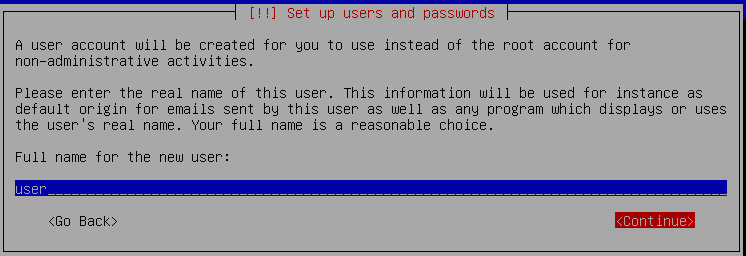 [!!] Set up users and passwords
A user account will be created for you to use instead of the root account for
non-administrative activities.
Please enter the real name of this user. This information will be used for instance as
default origin for emails sent by this user as well as any program which displays or uses
the user's real name. Your full name is a reasonable choice.
Full name for the new user:
user
<Go Back> <Continue>